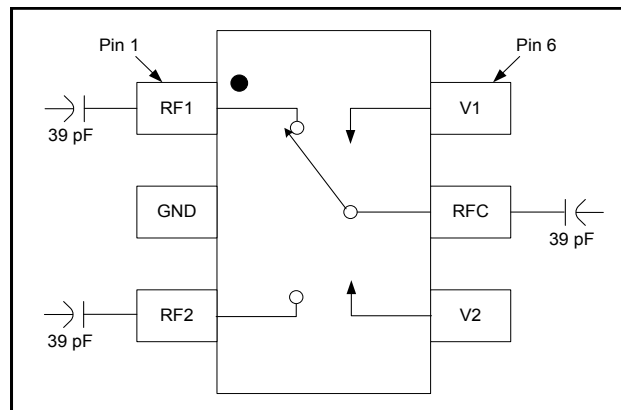 Pin 1
Pin 6
RF1
V1
39 pF
GND
RFC
39 pF
RF2
V2
39 pF